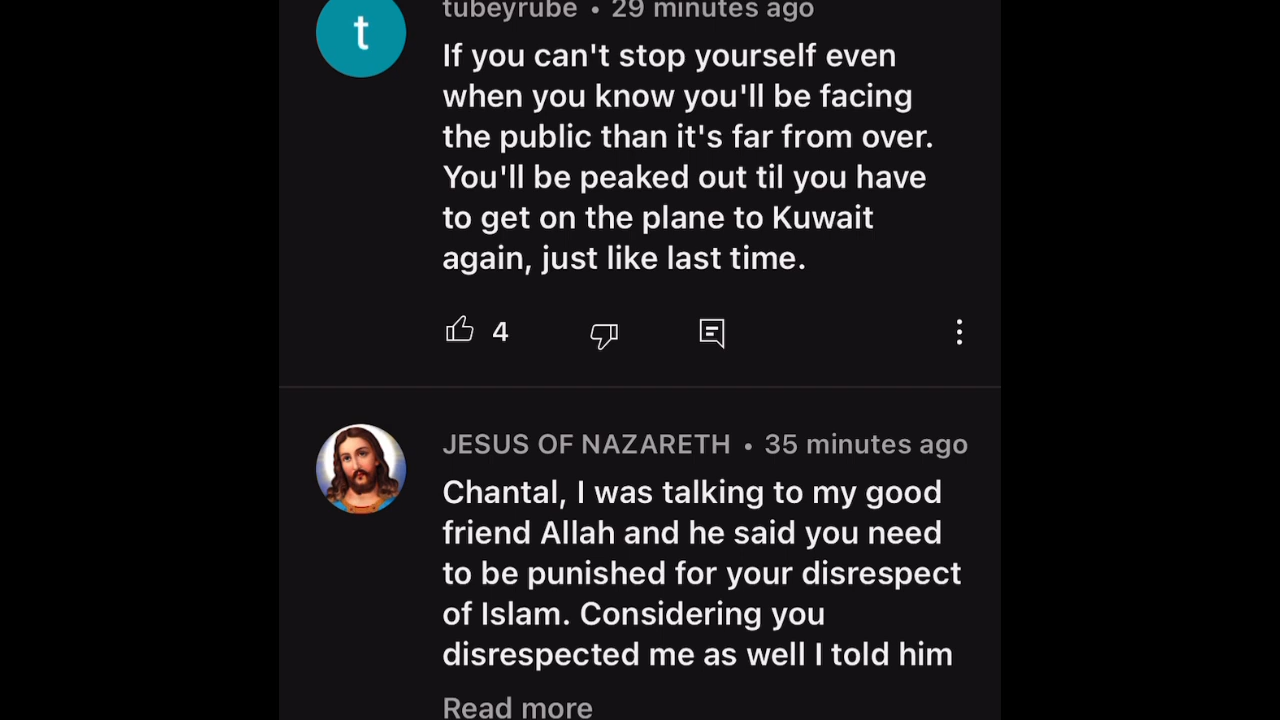 tubeyrube • 29 minutes ago
t
If you can't stop yourself even
when you know you'll be facing
the public than it's far from over.
You'll be peaked out til you have
to get on the plane to Kuwait
again, just like last time.
4
JESUS OF NAZARETH • 35 minutes ago
Chantal, I was talking to my good
friend Allah and he said you need
to be punished for your disrespect
of Islam. Considering you
disrespected me as well I told him
Read more